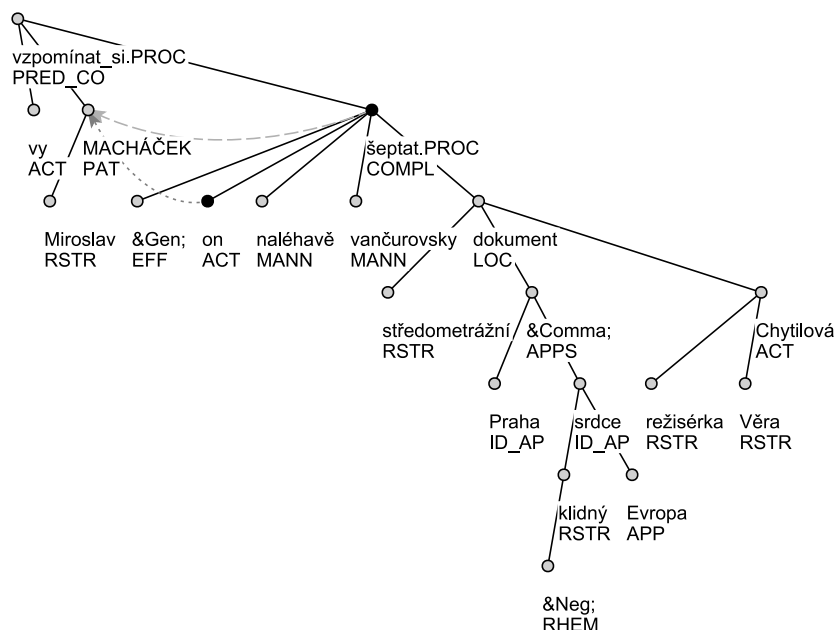 vzpomínat_si.PROC
PRED_CO
vy
ACT
MACHÁČEK
PAT
šeptat.PROC
COMPL
Miroslav
RSTR
&Gen;
EFF
on
ACT
naléhavě
MANN
vančurovsky
MANN
dokument
LOC
středometrážní
RSTR
&Comma;
APPS
Chytilová
ACT
Praha
ID_AP
srdce
ID_AP
režisérka
RSTR
Věra
RSTR
klidný
RSTR
Evropa
APP
&Neg;
RHEM